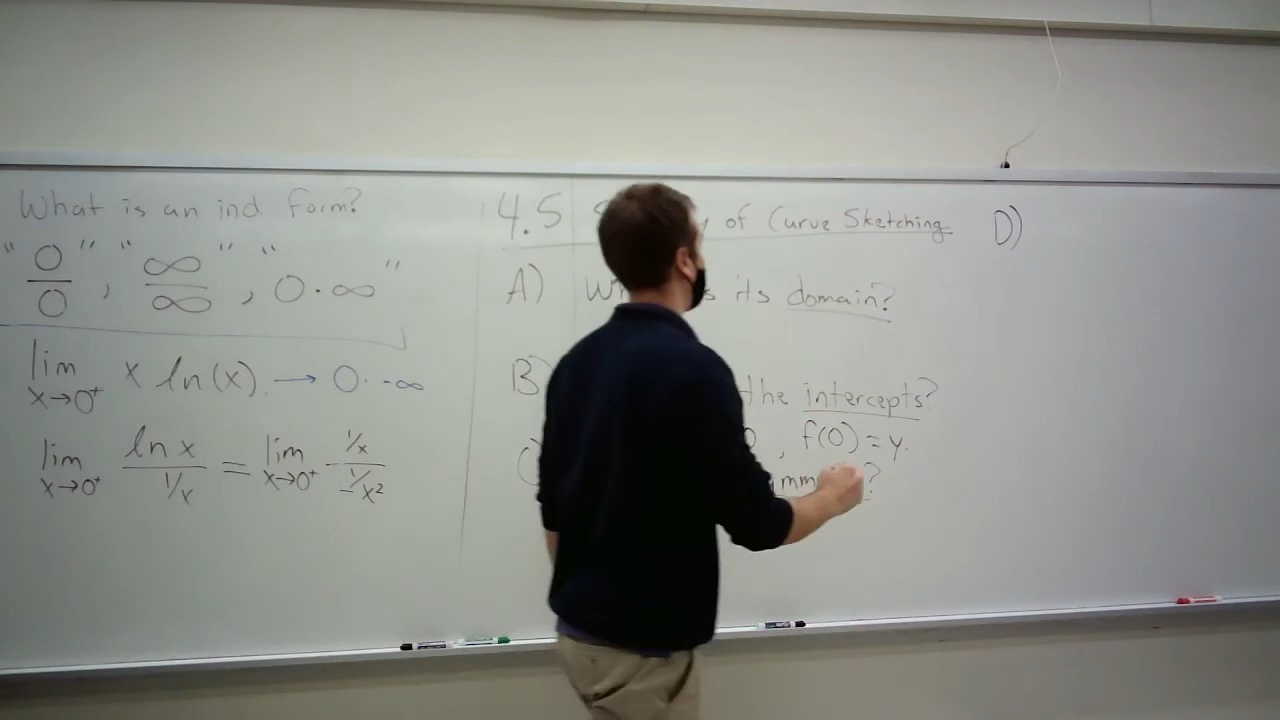 What is an ind form?
" 0/0 ", " ∞/∞ ", " 0·∞ "
lim x→0⁺ x ln(x) → 0·-∞
lim x→0⁺ ln x / 1/x = lim x→0⁺ 1/x / -1/x²
4.5 of Curve Sketching
A) its domain?
B) the intercepts?
, f(0) = y.
?
D)